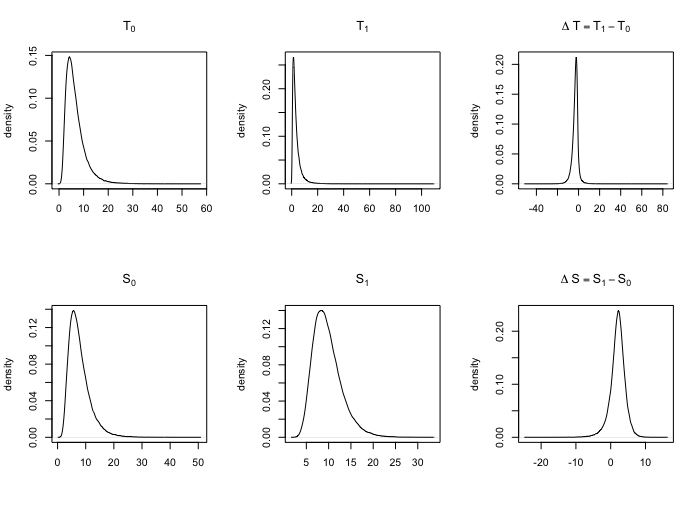 T₀
density
0.00 0.05 0.10 0.15
0 10 20 30 40 50 60
T₁
density
0.00 0.10 0.20
0 20 40 60 80 100
Δ T = T₁ − T₀
density
0.00 0.05 0.10 0.15 0.20
-40 0 20 40 60 80
S₀
density
0.00 0.04 0.08 0.12
0 10 20 30 40 50
S₁
density
0.00 0.04 0.08 0.12
5 10 15 20 25 30
Δ S = S₁ − S₀
density
0.00 0.10 0.20
-20 -10 0 10